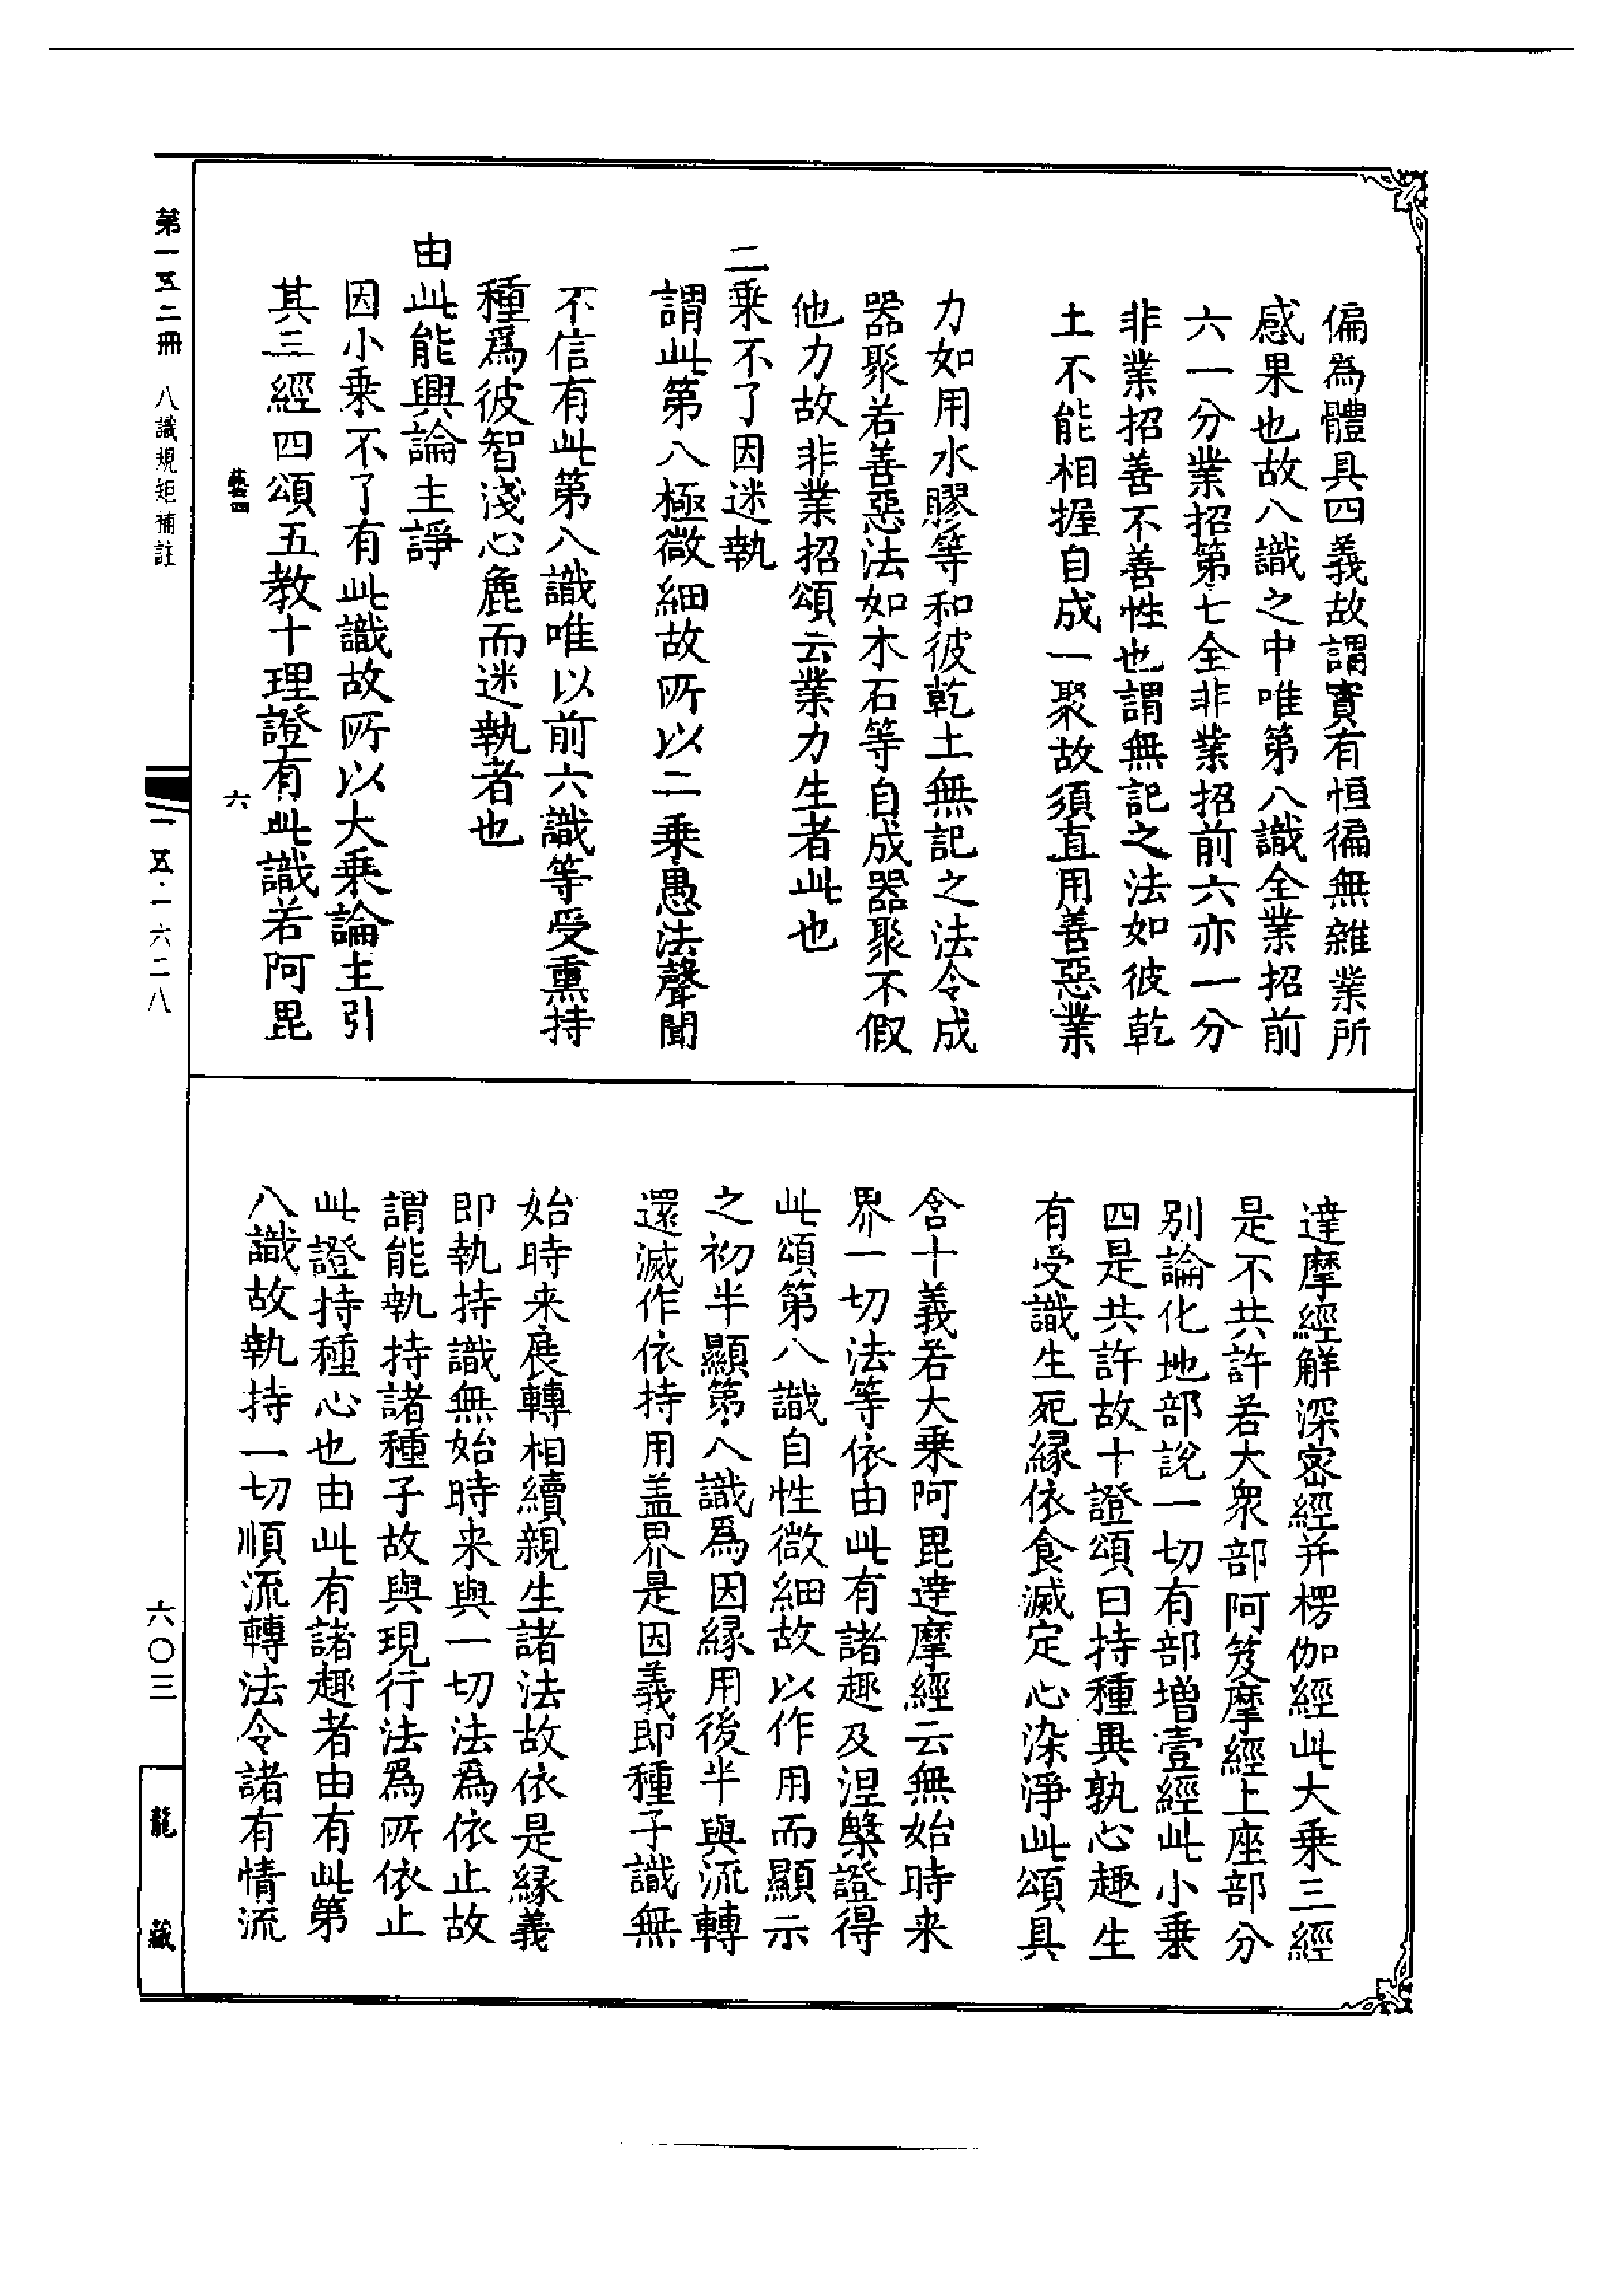 偏為體具四義故謂實有恒徧無雜業所
感果也故八識之中唯第八識全業招前
六一分業招第七全非業招前六亦一分
非業招善不善性也謂無記之法如彼乾
土不能相握自成一聚故須直用善惡業
力如用水膠等和彼乾土無記之法令成
器聚若善惡法如木石等自成器聚不假
他力故非業招頌云業力生者此也
二乘不了因迷執
謂此第八極微細故所以二乘愚法聲聞
不信有此第八識唯以前六識等受熏持
種爲彼智淺心麁而迷執者也
由此能興論主諍
因小乘不了有此識故所以大乘論主引
其三經四頌五教十理證有此識若阿毘
六
達摩經解深密經并楞伽經此大乘三經
是不共許若大衆部阿笈摩經上座部分
別論化地部說一切有部增壹經此小乘
四是共許故十證頌曰持種異孰心趣生
有受識生死緣依食滅定心染淨此頌具
含十義若大乘阿毘達摩經云無始時来
界一切法等依由此有諸趣及涅槃證得
此頌第八識自性微細故以作用而顯示
之初半顯第八識爲因緣用後半與流轉
還滅作依持用盖界是因義即種子識無
始時来展轉相續親生諸法故依是緣義
即執持識無始時来與一切法爲依止故
謂能執持諸種子故與現行法爲所依止
此證持種心也由此有諸趣者由有此第
八識故執持一切順流轉法令諸有情流
第一五二冊 八識規矩補註
一五·一六二八
六〇三
龍藏